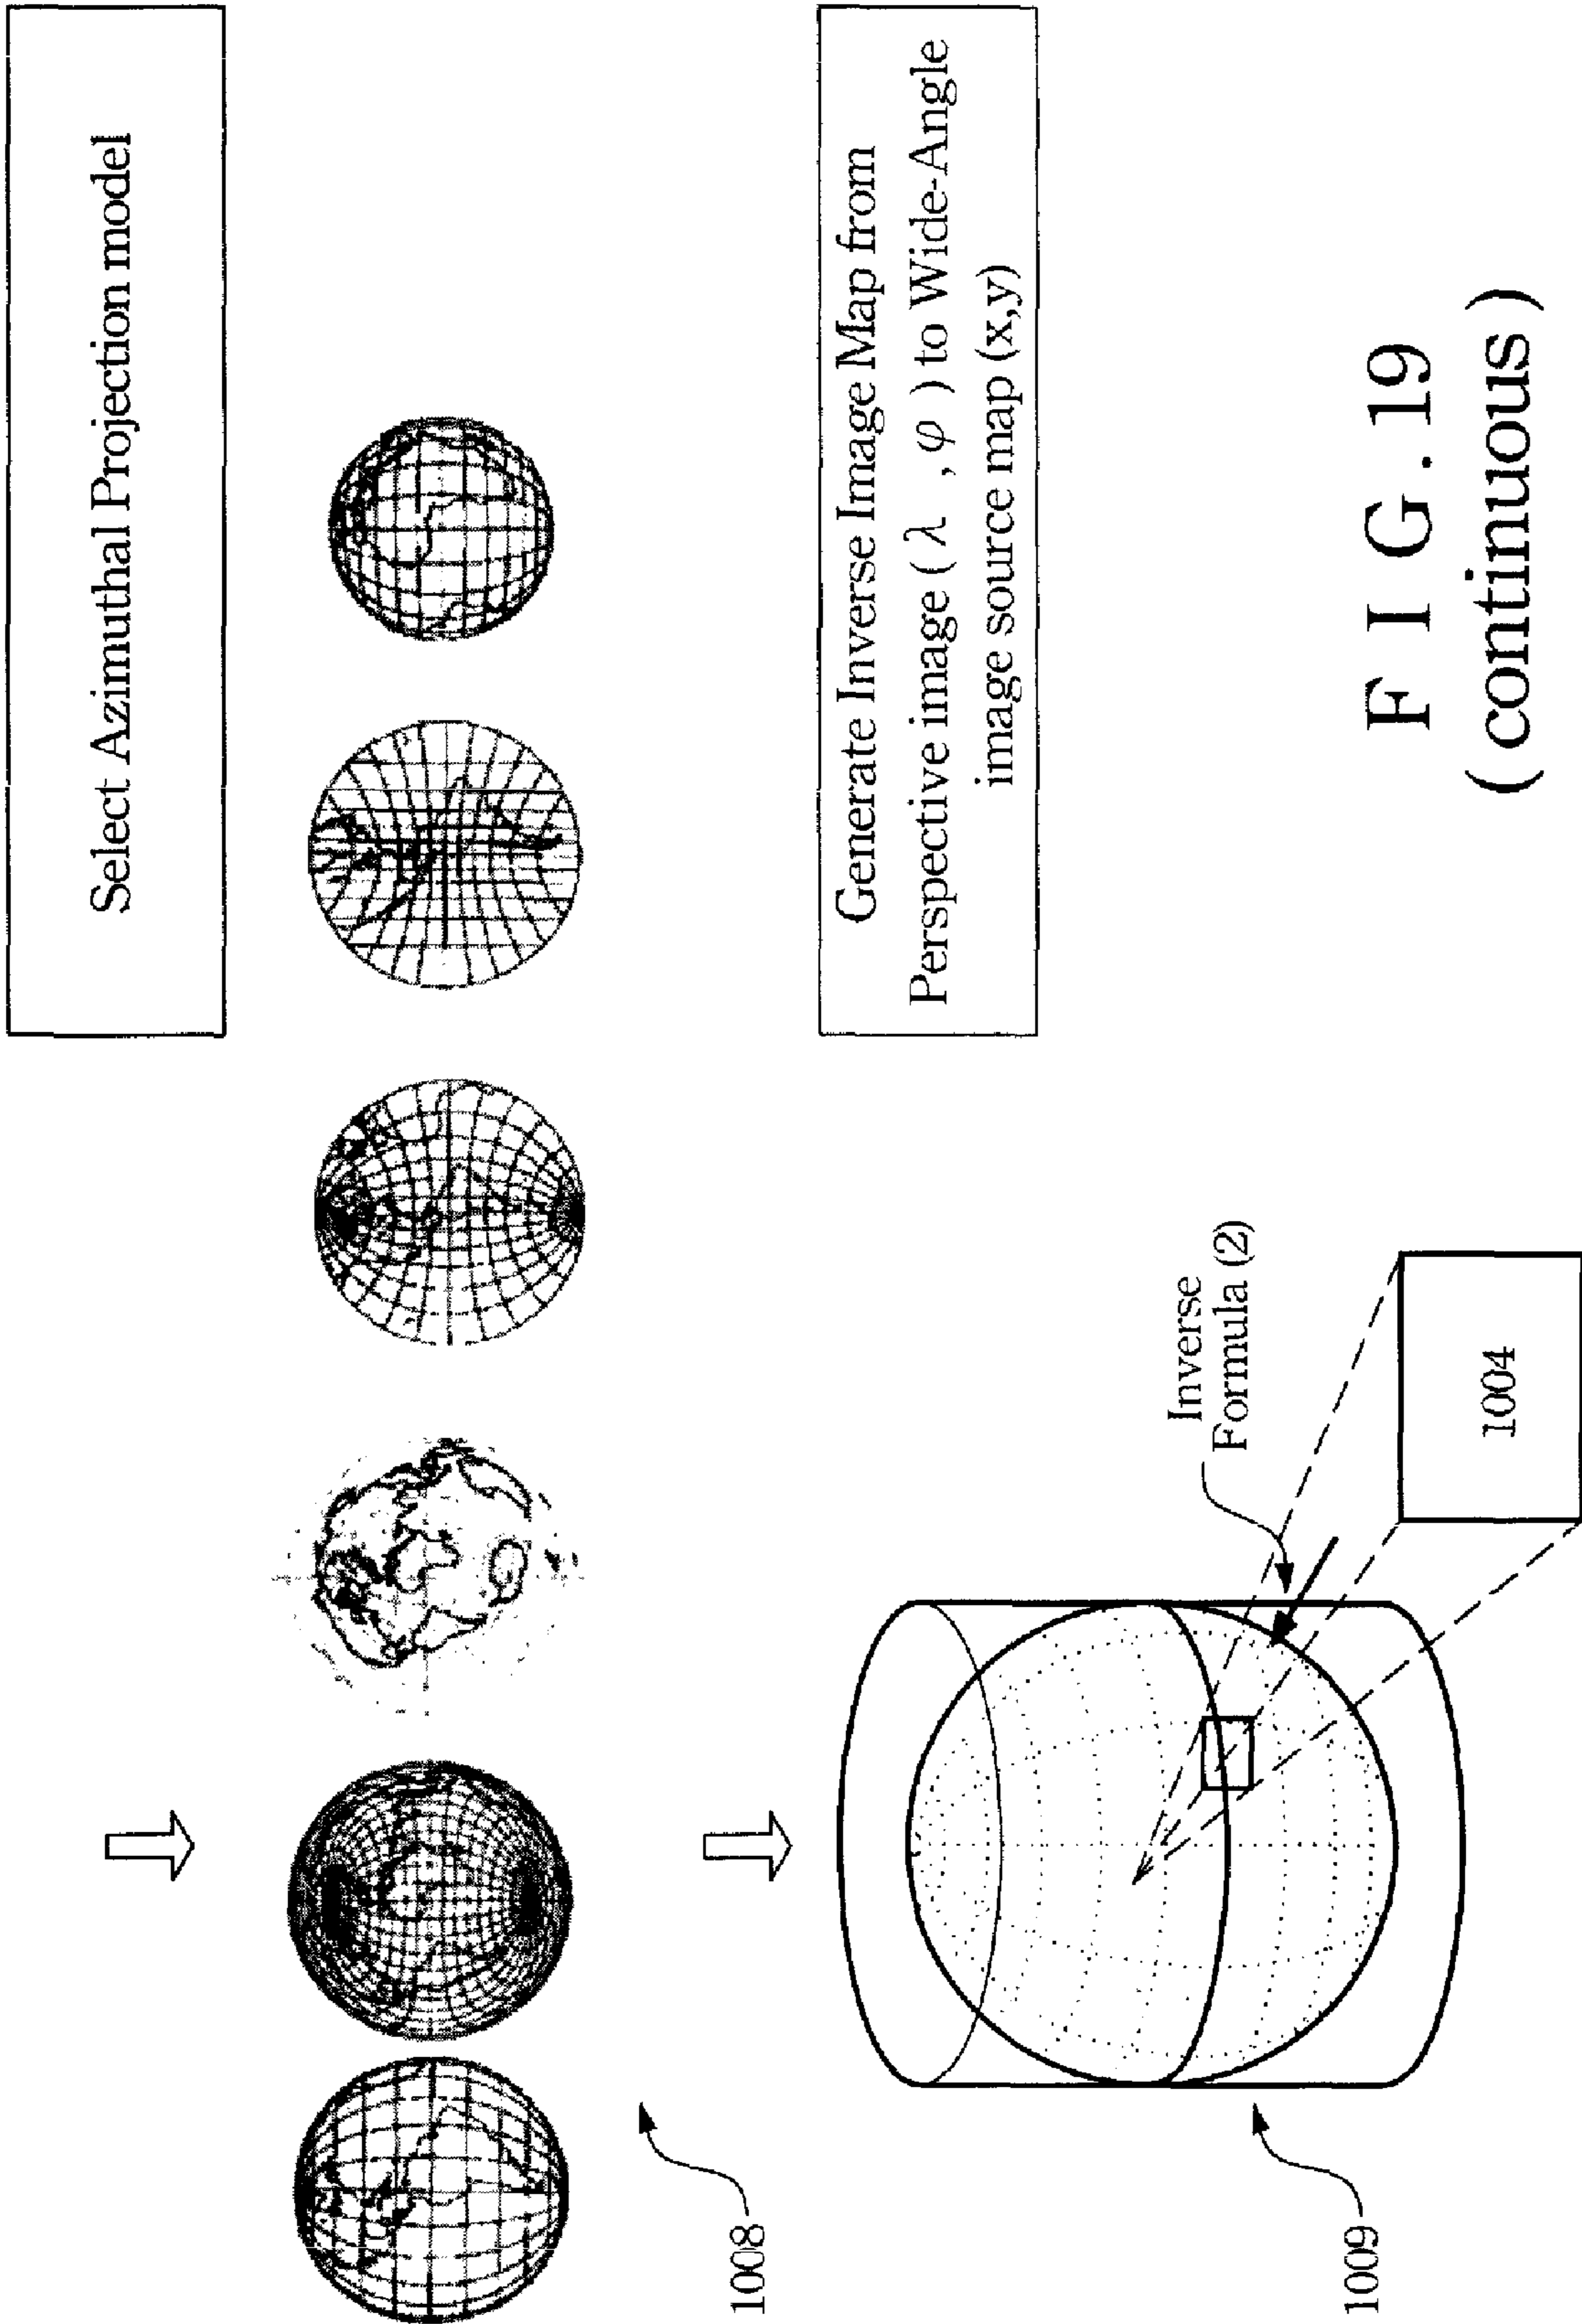 Select Azimuthal Projection model
1008
Generate Inverse Image Map from
Perspective image ( λ , φ ) to Wide-Angle
image source map (x,y)
Inverse
Formula (2)
1009
1004
F I G . 19
( continuous )